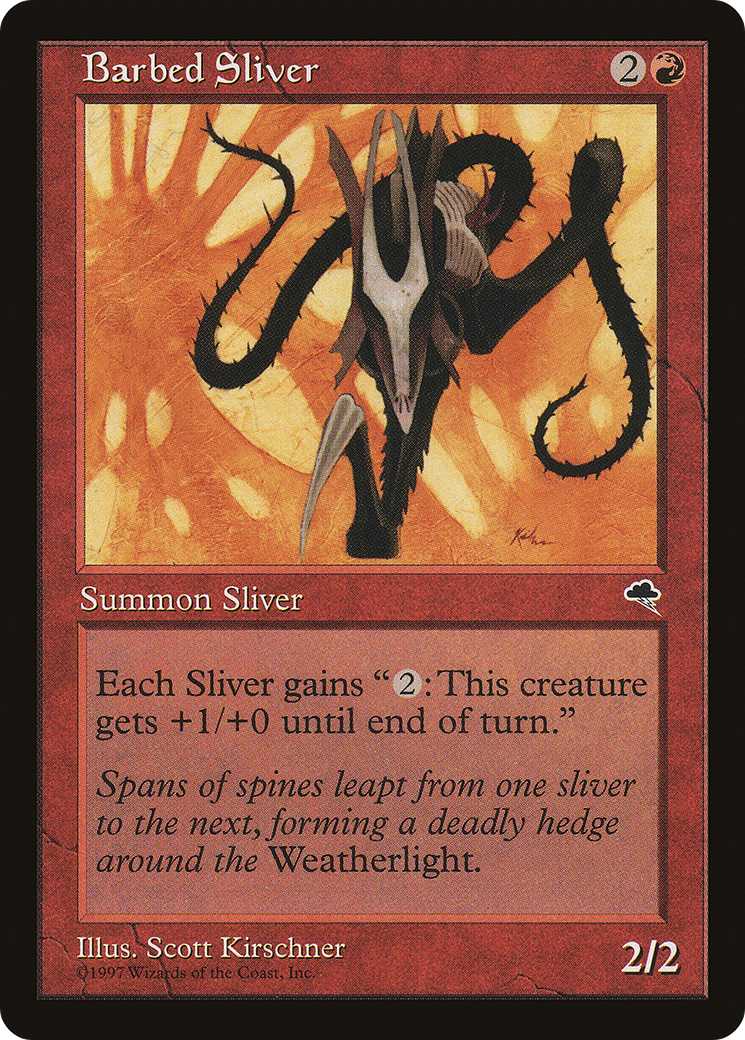 Barbed Sliver 2
Summon Sliver
Each Sliver gains “2: This creature
gets +1/+0 until end of turn.”
Spans of spines leapt from one sliver
to the next, forming a deadly hedge
around the Weatherlight.
Illus. Scott Kirschner
©1997 Wizards of the Coast, Inc.
2/2